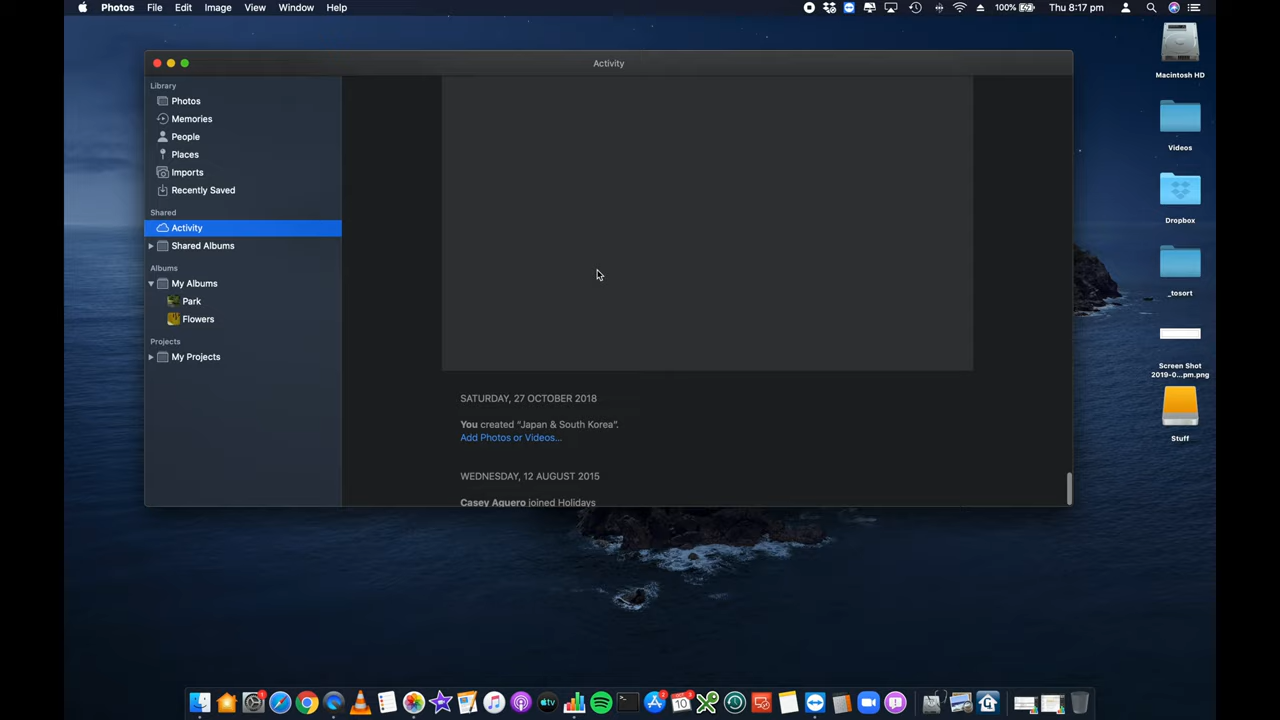 Photos File Edit Image View Window Help 100% Thu 8:17 pm
Activity
Library
Photos
Memories
People
Places
Imports
Recently Saved
Shared
Activity
Shared Albums
Albums
My Albums
Park
Flowers
Projects
My Projects
SATURDAY, 27 OCTOBER 2018
You created “Japan & South Korea”.
Add Photos or Videos...
WEDNESDAY, 12 AUGUST 2015
Casey Aguero joined Holidays
Macintosh HD
Videos
Dropbox
_tosort
Screen Shot
2019-0...pm.png
Stuff